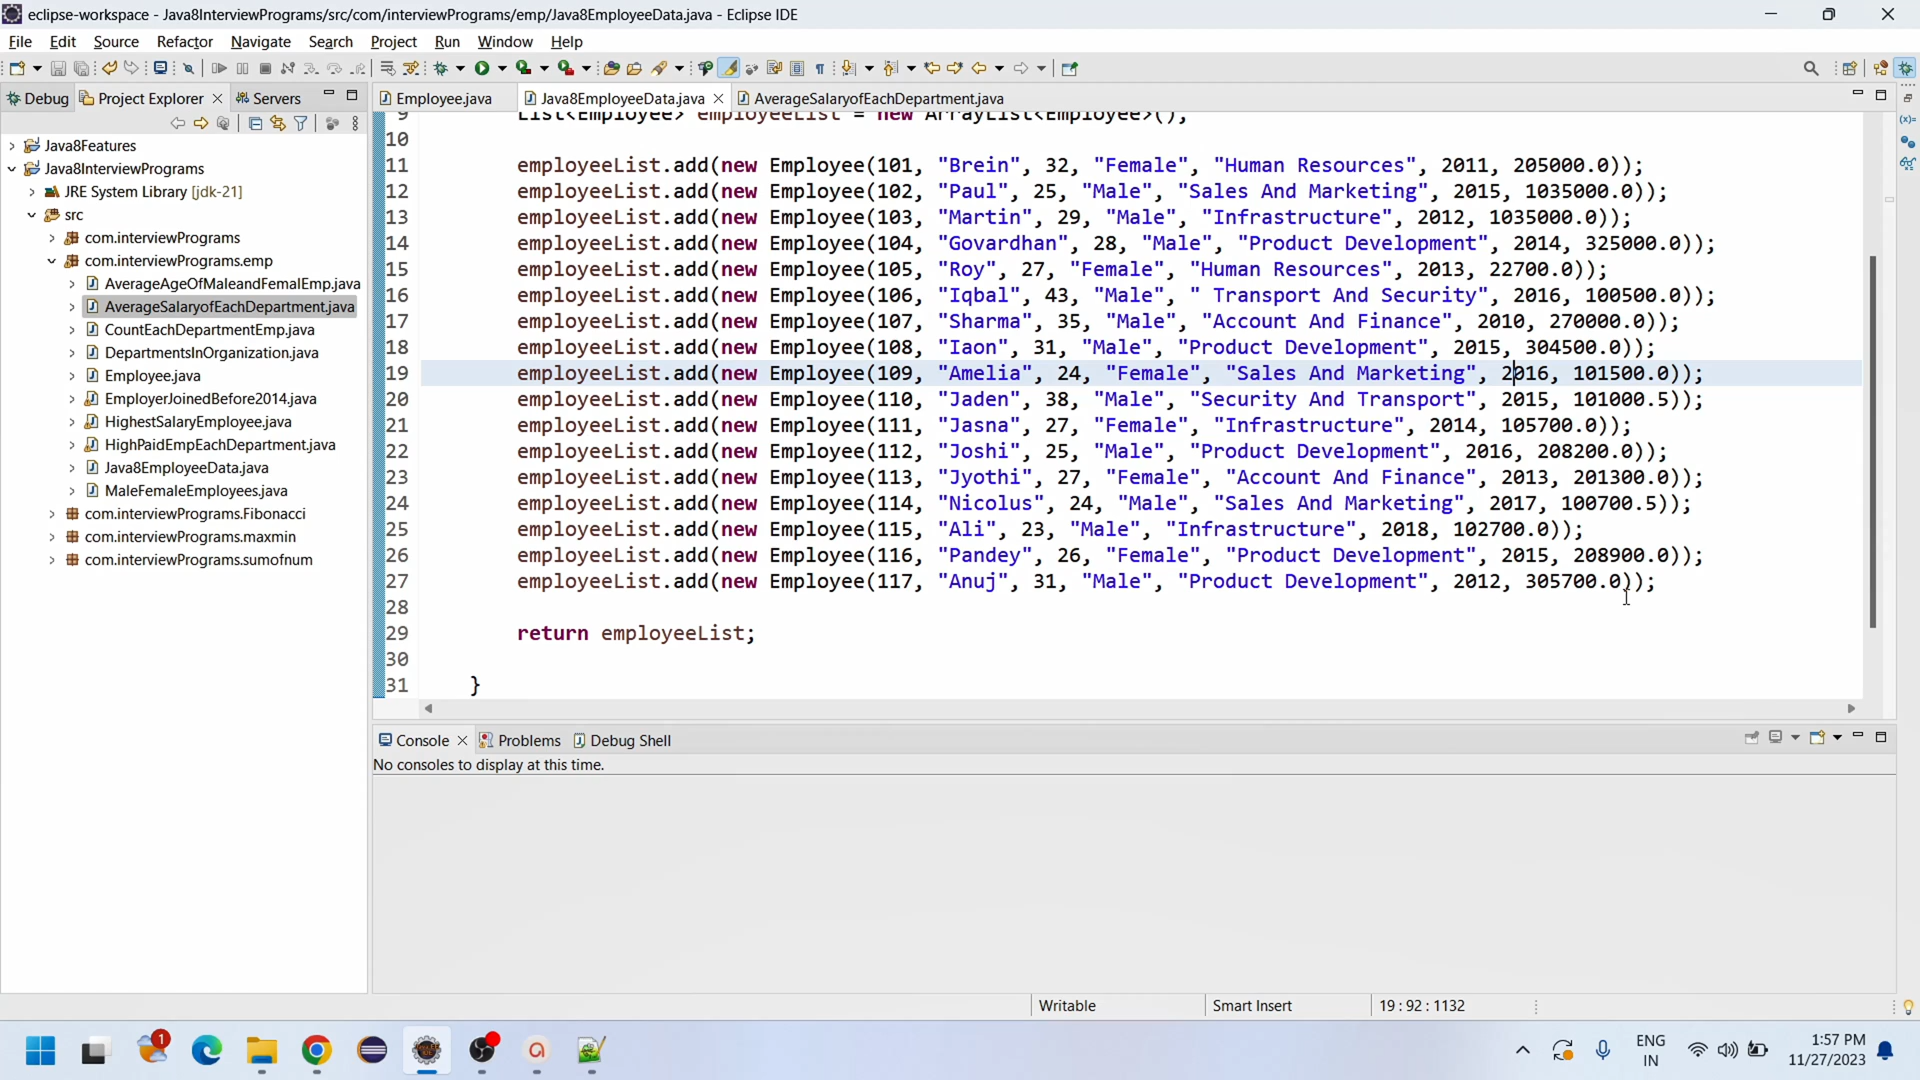 eclipse-workspace - Java8InterviewPrograms/src/com/interviewPrograms/emp/Java8EmployeeData.java - Eclipse IDE
File Edit Source Refactor Navigate Search Project Run Window Help
Debug Project Explorer Servers Employee.java Java8EmployeeData.java AverageSalaryofEachDepartment.java
Java8Features
Java8InterviewPrograms
JRE System Library [jdk-21]
src
com.interviewPrograms
com.interviewPrograms.emp
AverageAgeOfMaleandFemalEmp.java
AverageSalaryofEachDepartment.java
CountEachDepartmentEmp.java
DepartmentsInOrganization.java
Employee.java
EmployerJoinedBefore2014.java
HighestSalaryEmployee.java
HighPaidEmpEachDepartment.java
Java8EmployeeData.java
MaleFemaleEmployees.java
com.interviewPrograms.Fibonacci
com.interviewPrograms.maxmin
com.interviewPrograms.sumofnum
9 List<Employee> employeeList = new ArrayList<Employee>();
10
11 employeeList.add(new Employee(101, "Brein", 32, "Female", "Human Resources", 2011, 205000.0));
12 employeeList.add(new Employee(102, "Paul", 25, "Male", "Sales And Marketing", 2015, 1035000.0));
13 employeeList.add(new Employee(103, "Martin", 29, "Male", "Infrastructure", 2012, 1035000.0));
14 employeeList.add(new Employee(104, "Govardhan", 28, "Male", "Product Development", 2014, 325000.0));
15 employeeList.add(new Employee(105, "Roy", 27, "Female", "Human Resources", 2013, 22700.0));
16 employeeList.add(new Employee(106, "Iqbal", 43, "Male", " Transport And Security", 2016, 100500.0));
17 employeeList.add(new Employee(107, "Sharma", 35, "Male", "Account And Finance", 2010, 270000.0));
18 employeeList.add(new Employee(108, "Iaon", 31, "Male", "Product Development", 2015, 304500.0));
19 employeeList.add(new Employee(109, "Amelia", 24, "Female", "Sales And Marketing", 2016, 101500.0));
20 employeeList.add(new Employee(110, "Jaden", 38, "Male", "Security And Transport", 2015, 101000.5));
21 employeeList.add(new Employee(111, "Jasna", 27, "Female", "Infrastructure", 2014, 105700.0));
22 employeeList.add(new Employee(112, "Joshi", 25, "Male", "Product Development", 2016, 208200.0));
23 employeeList.add(new Employee(113, "Jyothi", 27, "Female", "Account And Finance", 2013, 201300.0));
24 employeeList.add(new Employee(114, "Nicolus", 24, "Male", "Sales And Marketing", 2017, 100700.5));
25 employeeList.add(new Employee(115, "Ali", 23, "Male", "Infrastructure", 2018, 102700.0));
26 employeeList.add(new Employee(116, "Pandey", 26, "Female", "Product Development", 2015, 208900.0));
27 employeeList.add(new Employee(117, "Anuj", 31, "Male", "Product Development", 2012, 305700.0));
28
29 return employeeList;
30
31 }
Console Problems Debug Shell
No consoles to display at this time.
Writable Smart Insert 19 : 92 : 1132
1
ENG
IN
1:57 PM
11/27/2023